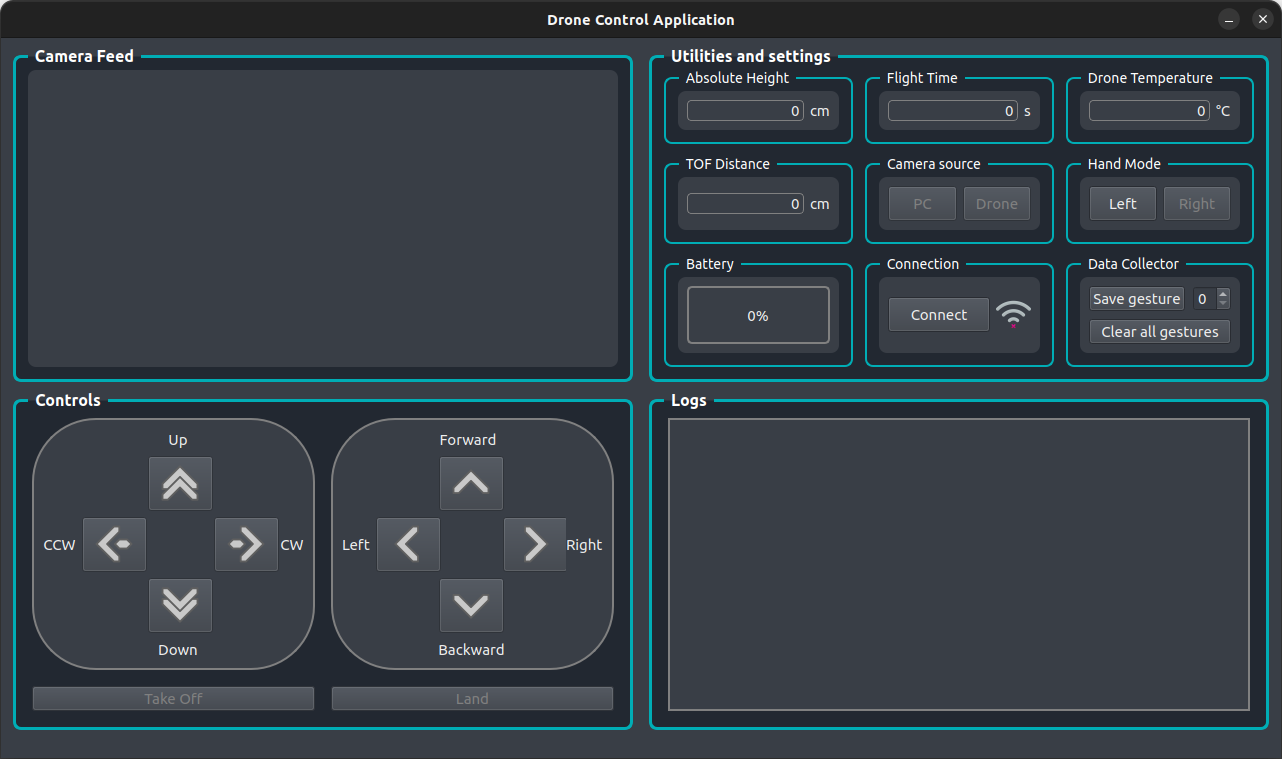 Drone Control Application
Camera Feed
Utilities and settings
Absolute Height
0 cm
Flight Time
0 s
Drone Temperature
0 °C
TOF Distance
0 cm
Camera source
PC Drone
Hand Mode
Left Right
Battery
0%
Connection
Connect
Data Collector
Save gesture 0
Clear all gestures
Controls
Up
CCW CW
Down
Forward
Left Right
Backward
Take Off Land
Logs